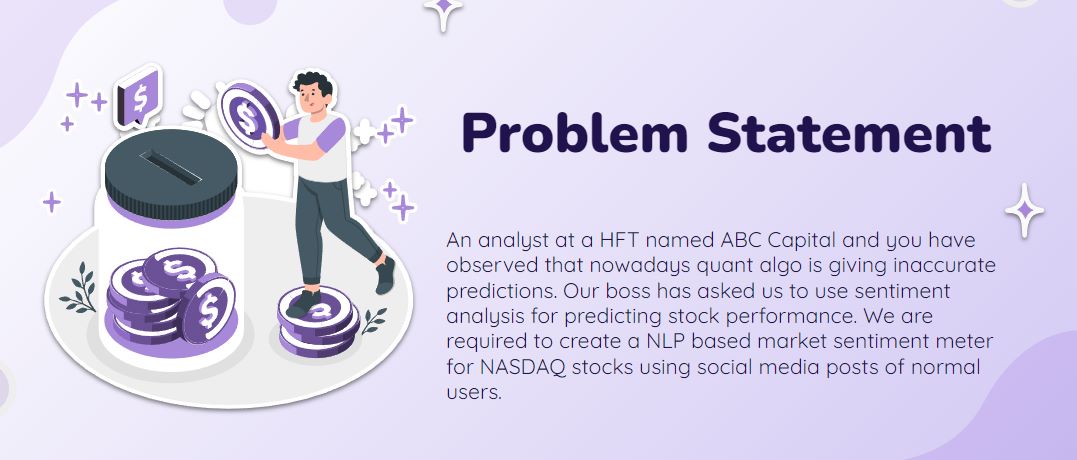 Problem Statement
An analyst at a HFT named ABC Capital and you have
observed that nowadays quant algo is giving inaccurate
predictions. Our boss has asked us to use sentiment
analysis for predicting stock performance. We are
required to create a NLP based market sentiment meter
for NASDAQ stocks using social media posts of normal
users.